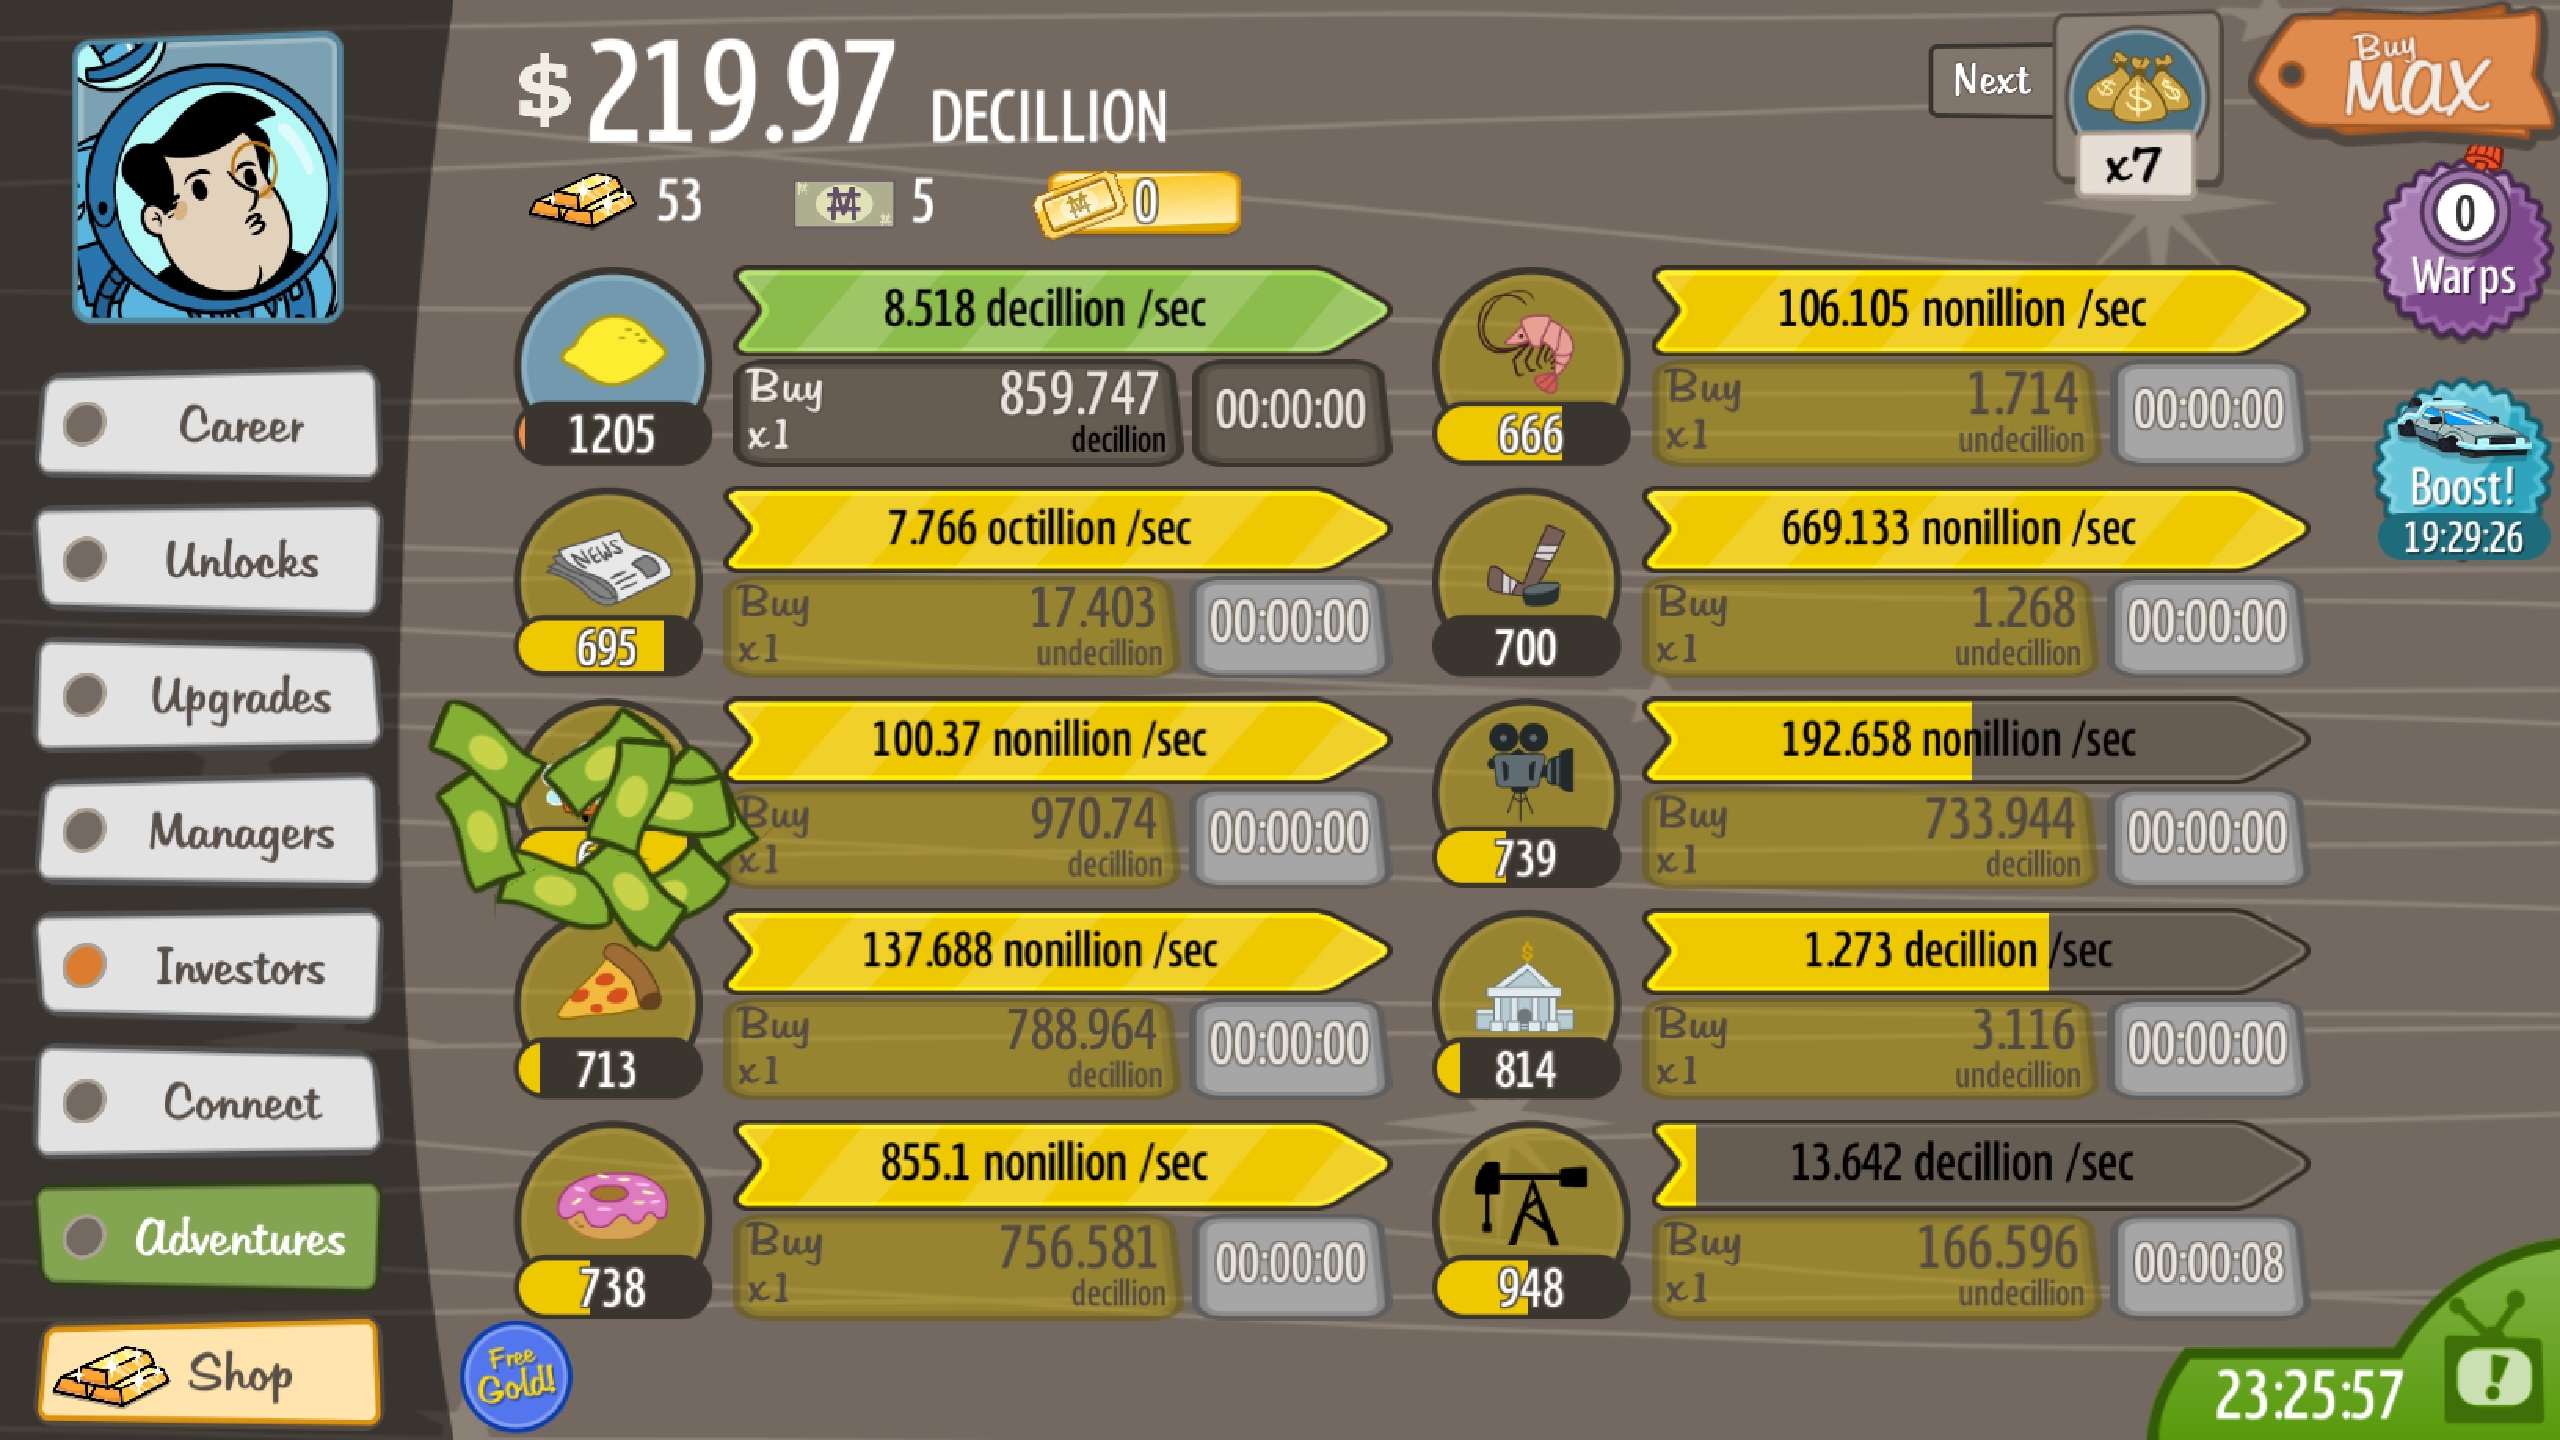 $219.97 DECILLION
53
5
0
Next
x7
Buy
MAX
0
Warps
Boost!
19:29:26
Career
Unlocks
Upgrades
Managers
Investors
Connect
Adventures
Shop
8.518 decillion /sec
1205
Buy
x1
859.747
decillion
00:00:00
106.105 nonillion /sec
666
Buy
x1
1.714
undecillion
00:00:00
NEWS
7.766 octillion /sec
695
Buy
x1
17.403
undecillion
00:00:00
669.133 nonillion /sec
700
Buy
x1
1.268
undecillion
00:00:00
100.37 nonillion /sec
Buy
x1
970.74
decillion
00:00:00
192.658 nonillion /sec
739
Buy
x1
733.944
decillion
00:00:00
137.688 nonillion /sec
713
Buy
x1
788.964
decillion
00:00:00
1.273 decillion /sec
814
Buy
x1
3.116
undecillion
00:00:00
855.1 nonillion /sec
738
Buy
x1
756.581
decillion
00:00:00
13.642 decillion /sec
948
Buy
x1
166.596
undecillion
00:00:08
Free
Gold!
23:25:57
!